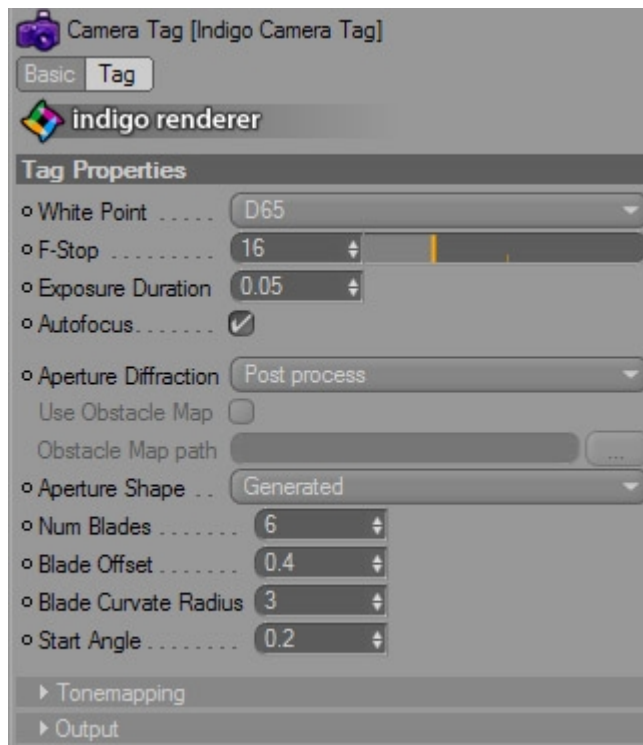 Camera Tag [Indigo Camera Tag]
Basic Tag
indigo renderer
Tag Properties
White Point ..... D65
F-Stop ......... 16
Exposure Duration 0.05
Autofocus.......
Aperture Diffraction Post process
Use Obstacle Map
Obstacle Map path ...
Aperture Shape .. Generated
Num Blades ....... 6
Blade Offset ....... 0.4
Blade Curvate Radius 3
Start Angle ........ 0.2
Tonemapping
Output